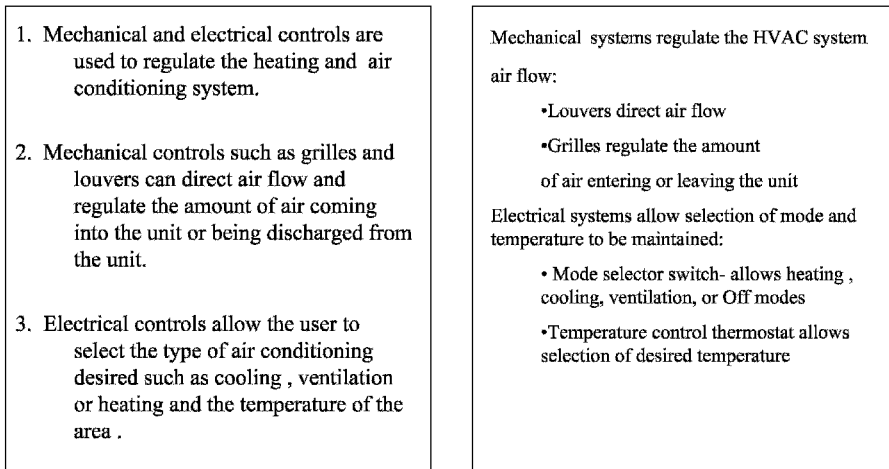 1. Mechanical and electrical controls are
used to regulate the heating and air
conditioning system.
2. Mechanical controls such as grilles and
louvers can direct air flow and
regulate the amount of air coming
into the unit or being discharged from
the unit.
3. Electrical controls allow the user to
select the type of air conditioning
desired such as cooling , ventilation
or heating and the temperature of the
area .
Mechanical systems regulate the HVAC system
air flow:
•Louvers direct air flow
•Grilles regulate the amount
of air entering or leaving the unit
Electrical systems allow selection of mode and
temperature to be maintained:
• Mode selector switch- allows heating ,
cooling, ventilation, or Off modes
•Temperature control thermostat allows
selection of desired temperature